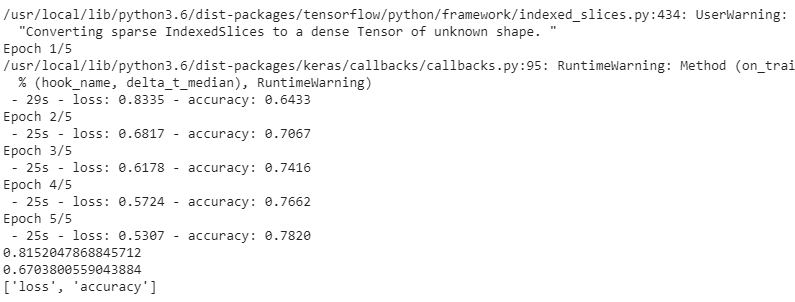 /usr/local/lib/python3.6/dist-packages/tensorflow/python/framework/indexed_slices.py:434: UserWarning:
"Converting sparse IndexedSlices to a dense Tensor of unknown shape. "
Epoch 1/5
/usr/local/lib/python3.6/dist-packages/keras/callbacks/callbacks.py:95: RuntimeWarning: Method (on_trai
% (hook_name, delta_t_median), RuntimeWarning)
- 29s - loss: 0.8335 - accuracy: 0.6433
Epoch 2/5
- 25s - loss: 0.6817 - accuracy: 0.7067
Epoch 3/5
- 25s - loss: 0.6178 - accuracy: 0.7416
Epoch 4/5
- 25s - loss: 0.5724 - accuracy: 0.7662
Epoch 5/5
- 25s - loss: 0.5307 - accuracy: 0.7820
0.8152047868845712
0.6703800559043884
['loss', 'accuracy']